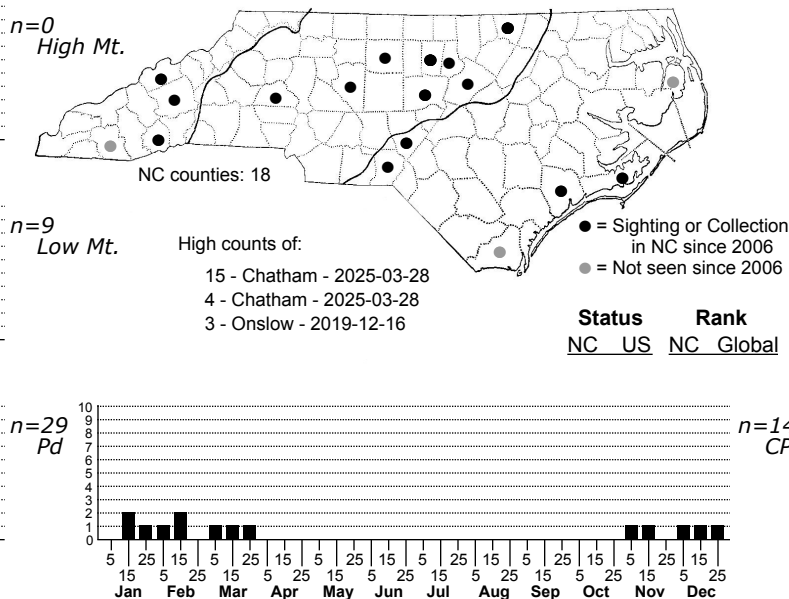 n=0
High Mt.
NC counties: 18
n=9
Low Mt.
High counts of:
15 - Chatham - 2025-03-28
4 - Chatham - 2025-03-28
3 - Onslow - 2019-12-16
= Sighting or Collection
in NC since 2006
= Not seen since 2006
Status Rank
NC US NC Global
n=29
Pd
10
9
8
7
6
5
4
3
2
1
0
n=14
CP
5 25 15 5 25 15 5 25 15 5 25 15 5 25 15 5 25 15
15 5 25 15 5 25 15 5 25 15 5 25 15 5 25 15 5 25
Jan Feb Mar Apr May Jun Jul Aug Sep Oct Nov Dec